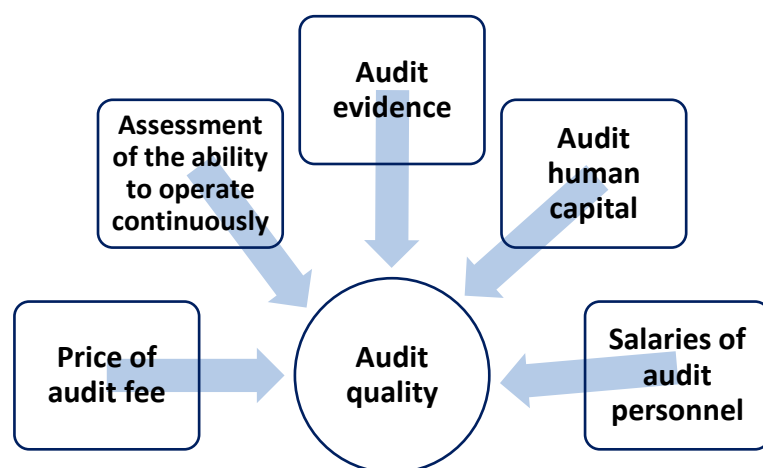 Audit
evidence
Assessment
of the ability
to operate
continuously
Audit
human
capital
Price of
audit fee
Audit
quality
Salaries of
audit
personnel